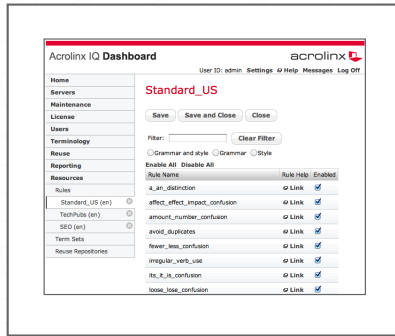 Acrolinx IQ Dashboard
acrolinx
User ID: admin Settings Help Messages Log Off
Home
Servers
Maintenance
License
Users
Terminology
Reuse
Reporting
Resources
Rules
Standard_US (en)
TechPubs (en)
SEO (en)
Term Sets
Reuse Repositories
Standard_US
Save Save and Close Close
Filter: Clear Filter
Grammar and style Grammar Style
Enable All Disable All
Rule Name Rule Help Enabled
a_an_distinction Link
affect_effect_impact_confusion Link
amount_number_confusion Link
avoid_duplicates Link
fewer_less_confusion Link
irregular_verb_use Link
its_it_is_confusion Link
loose_lose_confusion Link